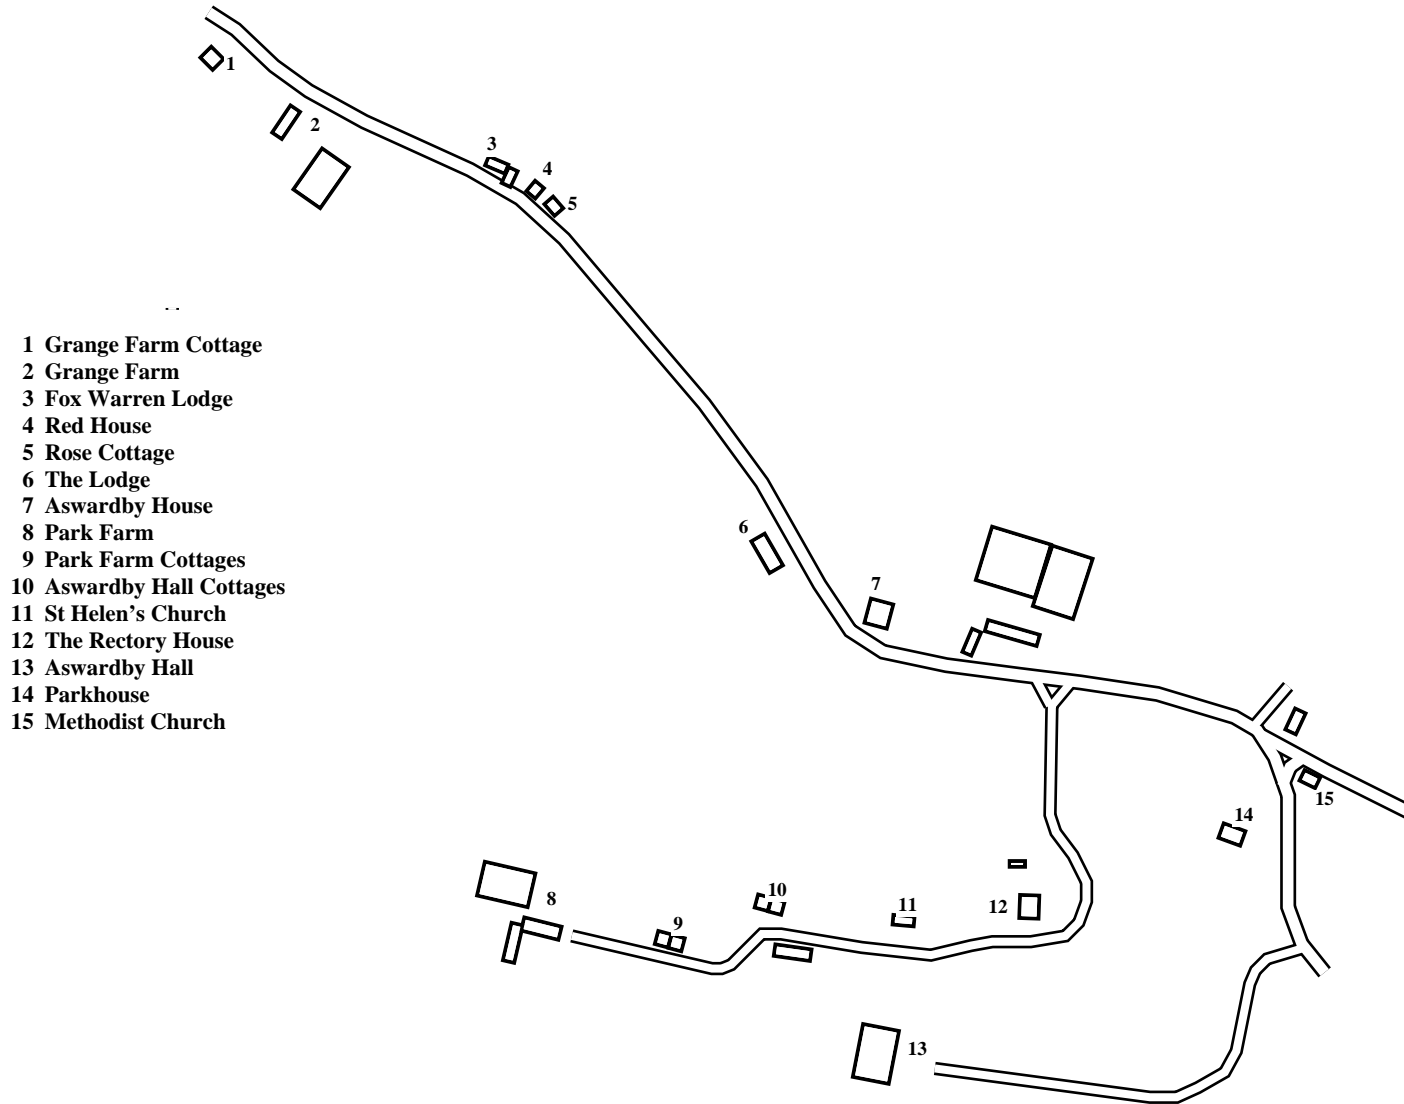 1
2
3
4
5
1 Grange Farm Cottage
2 Grange Farm
3 Fox Warren Lodge
4 Red House
5 Rose Cottage
6 The Lodge
7 Aswardby House
8 Park Farm
9 Park Farm Cottages
10 Aswardby Hall Cottages
11 St Helen's Church
12 The Rectory House
13 Aswardby Hall
14 Parkhouse
15 Methodist Church
6
7
15
14
10
8
11
12
9
13